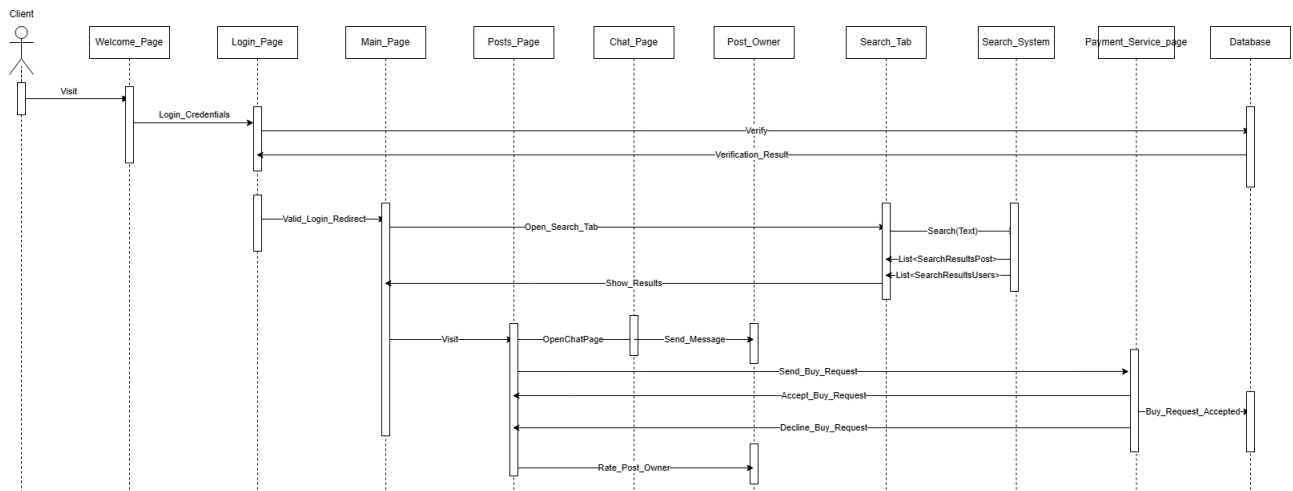 Client
Welcome_Page
Login_Page
Main_Page
Posts_Page
Chat_Page
Post_Owner
Search_Tab
Search_System
Payment_Service_page
Database
Visit
Login_Credentials
Verify
Verification_Result
Valid_Login_Redirect
Open_Search_Tab
Search(Text)
List<SearchResultsPost>
List<SearchResultsUsers>
Show_Results
Visit
OpenChatPage
Send_Message
Send_Buy_Request
Accept_Buy_Request
Buy_Request_Accepted
Decline_Buy_Request
Rate_Post_Owner